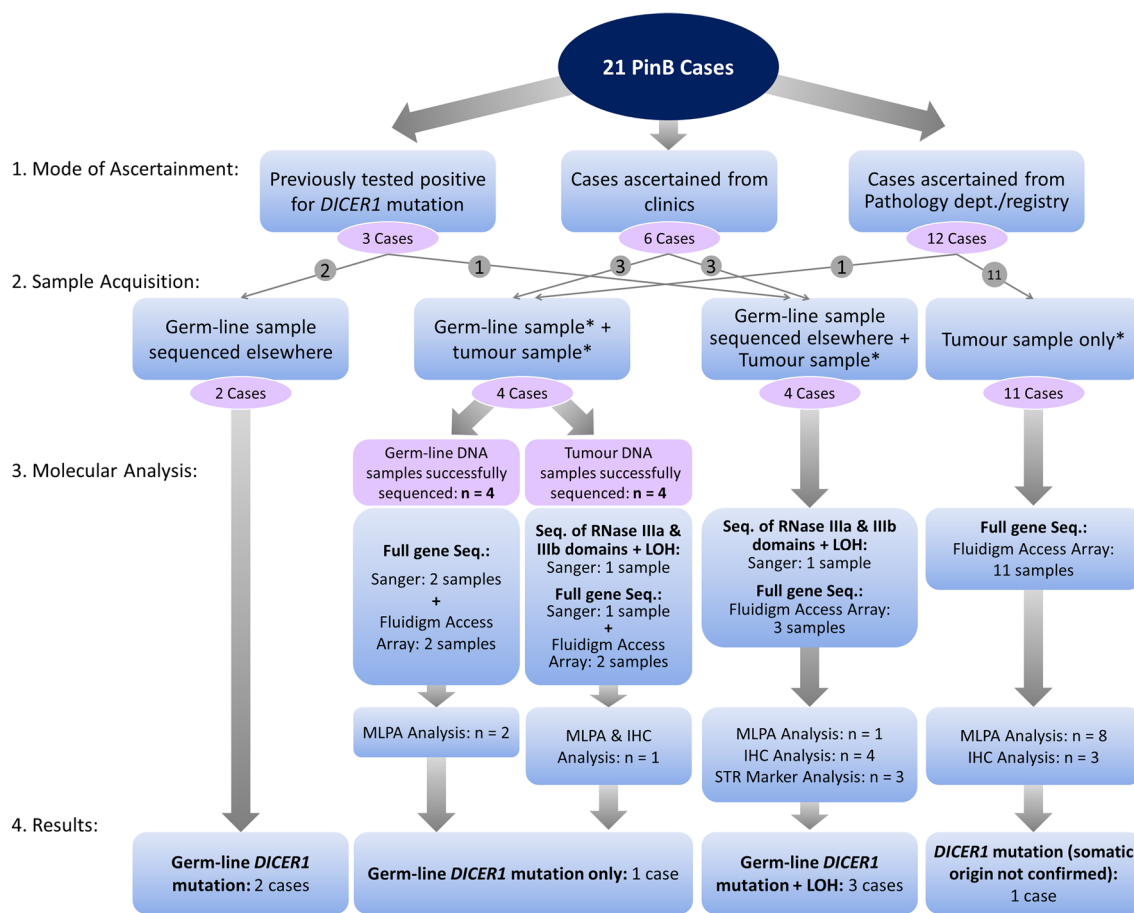 21 PinB Cases
1. Mode of Ascertainment:
Previously tested positive
for DICER1 mutation
3 Cases
Cases ascertained from
clinics
6 Cases
Cases ascertained from
Pathology dept./registry
12 Cases
2
1
3
3
1
11
2. Sample Acquisition:
Germ-line sample
sequenced elsewhere
2 Cases
Germ-line sample* +
tumour sample*
4 Cases
Germ-line sample
sequenced elsewhere +
Tumour sample*
4 Cases
Tumour sample only*
11 Cases
3. Molecular Analysis:
Germ-line DNA
samples successfully
sequenced: n = 4
Tumour DNA
samples successfully
sequenced: n = 4
Full gene Seq.:
Sanger: 2 samples
+
Fluidigm Access
Array: 2 samples
Seq. of RNase IIIa &
IIIb domains + LOH:
Sanger: 1 sample
Full gene Seq.:
Sanger: 1 sample
+
Fluidigm Access
Array: 2 samples
Seq. of RNase IIIa & IIIb
domains + LOH:
Sanger: 1 sample
Full gene Seq.:
Fluidigm Access Array:
3 samples
Full gene Seq.:
Fluidigm Access Array:
11 samples
MLPA Analysis: n = 2
MLPA & IHC
Analysis: n = 1
MLPA Analysis: n = 1
IHC Analysis: n = 4
STR Marker Analysis: n = 3
MLPA Analysis: n = 8
IHC Analysis: n = 3
4. Results:
Germ-line DICER1
mutation: 2 cases
Germ-line DICER1 mutation only: 1 case
Germ-line DICER1
mutation + LOH: 3 cases
DICER1 mutation (somatic
origin not confirmed):
1 case